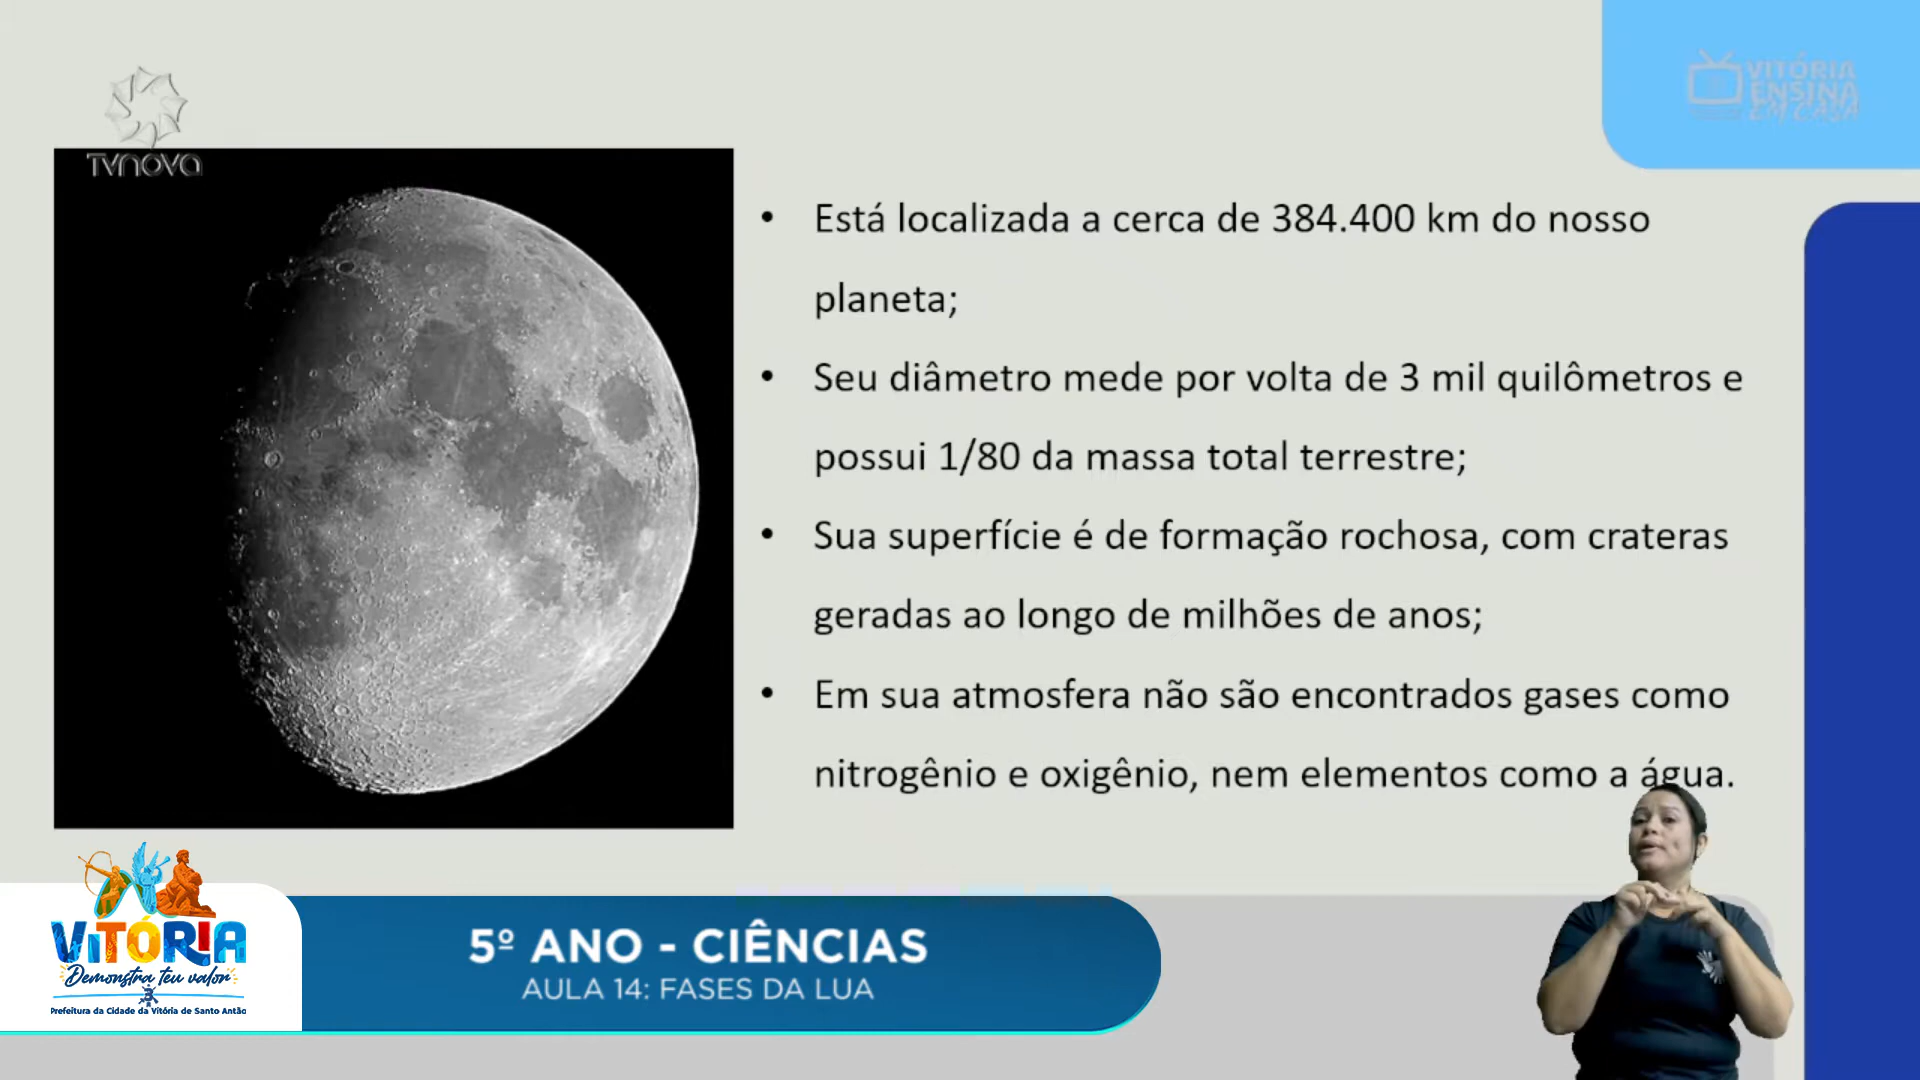 TVNOVA
VITÓRIA
ENSINA
EM CASA
• Está localizada a cerca de 384.400 km do nosso
planeta;
• Seu diâmetro mede por volta de 3 mil quilômetros e
possui 1/80 da massa total terrestre;
• Sua superfície é de formação rochosa, com crateras
geradas ao longo de milhões de anos;
• Em sua atmosfera não são encontrados gases como
nitrogênio e oxigênio, nem elementos como a água.
VITÓRIA
Demonstra teu valor
Prefeitura da Cidade da Vitória de Santo Antão
5º ANO - CIÊNCIAS
AULA 14: FASES DA LUA